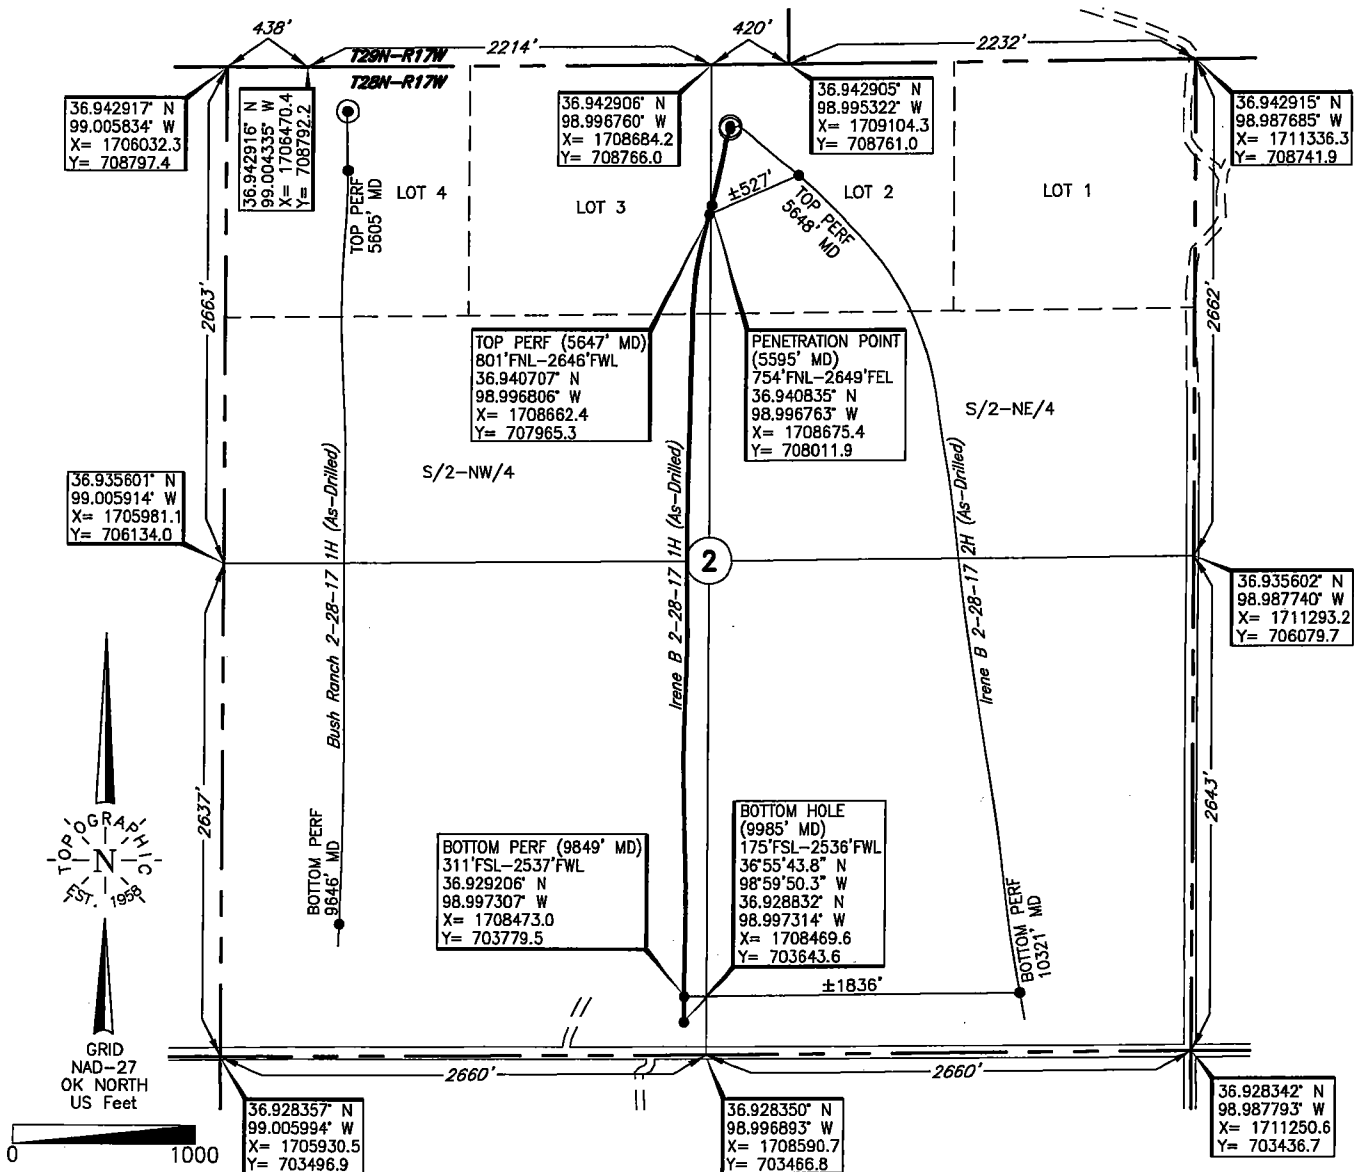 438'
2214'
420'
2232'
T29N-R17W
T28N-R17W
36.942917° N
99.005834° W
X= 1706032.3
Y= 708797.4
36.942916° N
99.004335° W
X= 1706470.4
Y= 708792.2
36.942906° N
98.996760° W
X= 1708684.2
Y= 708766.0
36.942905° N
98.995322° W
X= 1709104.3
Y= 708761.0
36.942915° N
98.987685° W
X= 1711336.3
Y= 708741.9
LOT 4
LOT 3
LOT 2
LOT 1
±527'
TOP PERF
5605' MD
TOP PERF
5648' MD
2663'
2662'
TOP PERF (5647' MD)
801'FNL-2646'FWL
36.940707° N
98.996806° W
X= 1708662.4
Y= 707965.3
PENETRATION POINT
(5595' MD)
754'FNL-2649'FEL
36.940835° N
98.996763° W
X= 1708675.4
Y= 708011.9
S/2-NE/4
S/2-NW/4
36.935601° N
99.005914° W
X= 1705981.1
Y= 706134.0
Bush Ranch 2-28-17 1H (As-Drilled)
Irene B 2-28-17 1H (As-Drilled)
Irene B 2-28-17 2H (As-Drilled)
2
36.935602° N
98.987740° W
X= 1711293.2
Y= 706079.7
2637'
2643'
TOPOGRAPHIC
N
EST. 1958
BOTTOM PERF
9646' MD
BOTTOM PERF (9849' MD)
311'FSL-2537'FWL
36.929206° N
98.997307° W
X= 1708473.0
Y= 703779.5
BOTTOM HOLE
(9985' MD)
175'FSL-2536'FWL
36°55'43.8" N
98°59'50.3" W
36.928832° N
98.997314° W
X= 1708469.6
Y= 703643.6
BOTTOM PERF
10321' MD
±1836'
GRID
NAD-27
OK NORTH
US Feet
0
1000
2660'
2660'
36.928357° N
99.005994° W
X= 1705930.5
Y= 703496.9
36.928350° N
98.996893° W
X= 1708590.7
Y= 703466.8
36.928342° N
98.987793° W
X= 1711250.6
Y= 703436.7